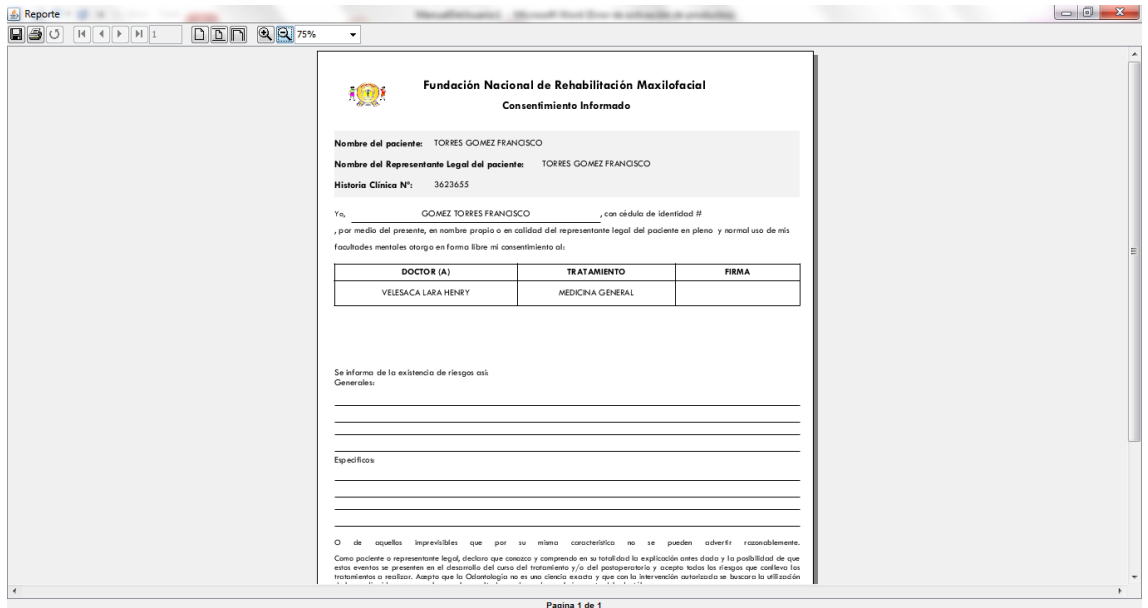 Reporte
1
75%
Fundación Nacional de Rehabilitación Maxilofacial
Consentimiento Informado
Nombre del paciente: TORRES GOMEZ FRANCISCO
Nombre del Representante Legal del paciente: TORRES GOMEZ FRANCISCO
Historia Clínica Nº: 3623655
Yo, GOMEZ TORRES FRANCISCO , con cédula de identidad #
, por medio del presente, en nombre propio o en calidad del representante legal del paciente en pleno y normal uso de mis
facultades mentales otorgo en forma libre mi consentimiento al:
DOCTOR (A) TRATAMIENTO FIRMA
VELESACA LARA HENRY MEDICINA GENERAL
Se informa de la existencia de riesgos así:
Generales:
Específicos:
O de aquellos imprevisibles que por su misma característica no se pueden advertir razonablemente.
Como paciente o representante legal, declaro que conozco y comprendo en su totalidad la explicación antes dada y la posibilidad de que
estos eventos se presenten en el desarrollo del curso del tratamiento y/o del postoperatorio y acepto todos los riesgos que conlleva los
tratamientos a realizar. Acepto que la Odontología no es una ciencia exacta y que con la intervención autorizada se buscara la utilización
Pagina 1 de 1